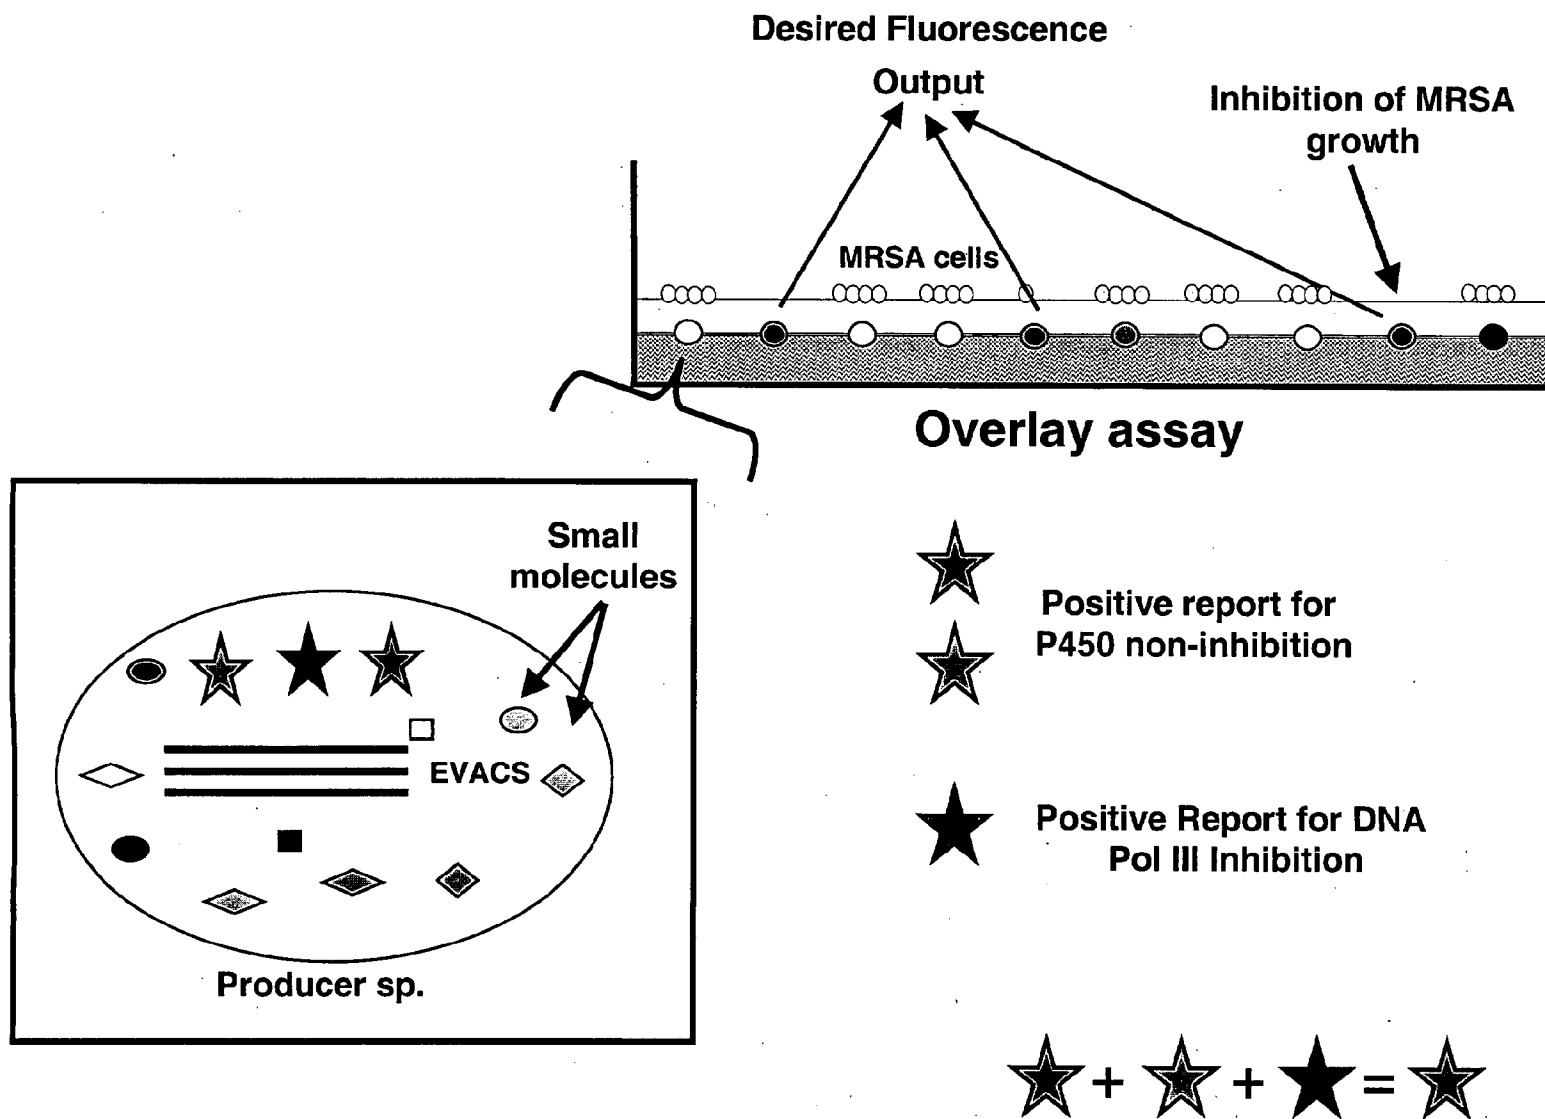 Desired Fluorescence
Output
Inhibition of MRSA
growth
MRSA cells
Overlay assay
Small
molecules
EVACS
Producer sp.
Positive report for
P450 non-inhibition
Positive Report for DNA
Pol III Inhibition
+ + =